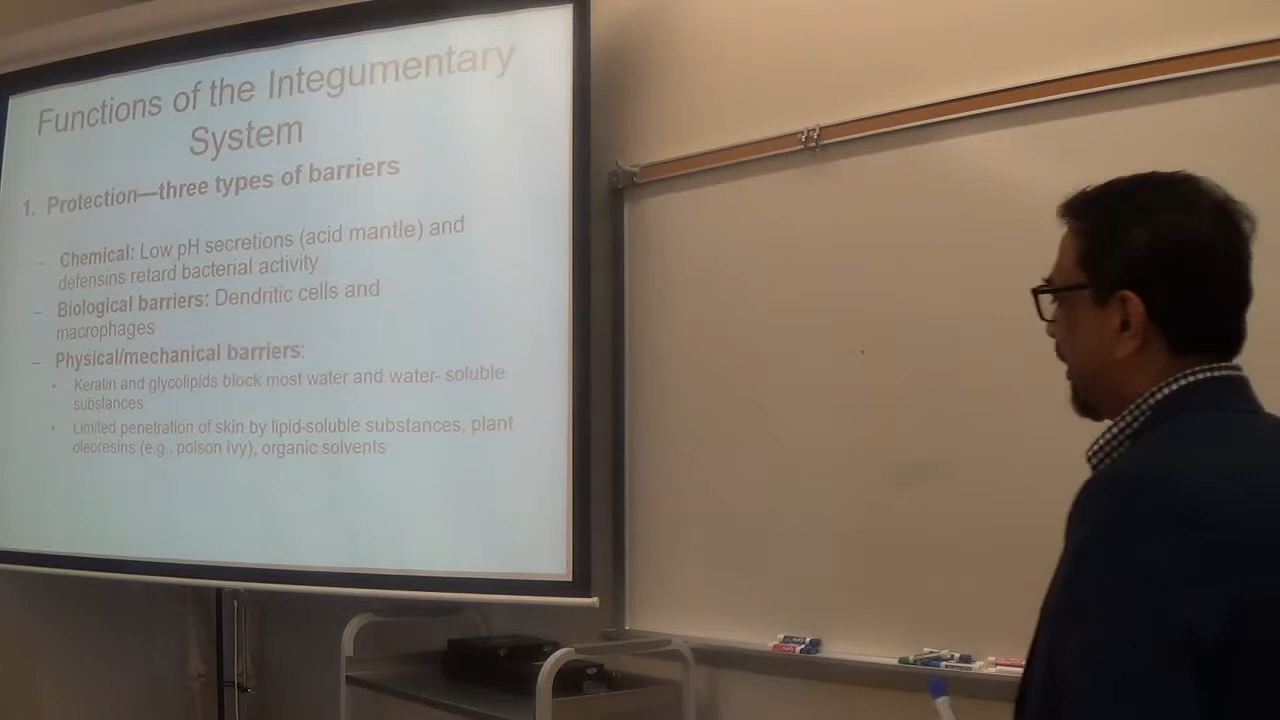 Functions of the Integumentary
System
1. Protection—three types of barriers
– Chemical: Low pH secretions (acid mantle) and
defensins retard bacterial activity
– Biological barriers: Dendritic cells and
macrophages
– Physical/mechanical barriers:
• Keratin and glycolipids block most water and water- soluble
substances
• Limited penetration of skin by lipid-soluble substances, plant
oleoresins (e.g., poison ivy), organic solvents